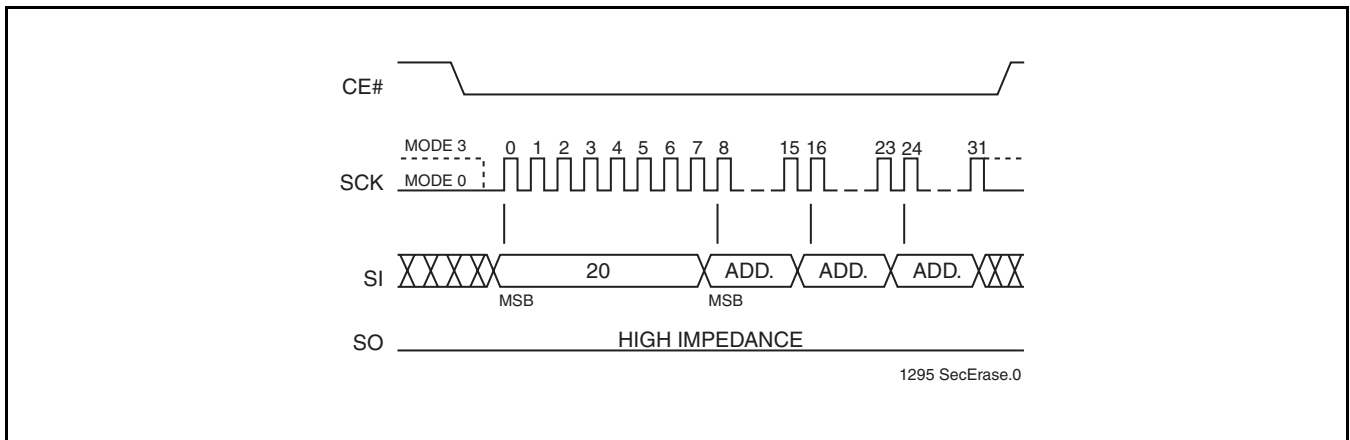 CE#
MODE 3
0 1 2 3 4 5 6 7 8 15 16 23 24 31
SCK
MODE 0
SI
20 ADD. ADD. ADD.
MSB MSB
SO
HIGH IMPEDANCE
1295 SecErase.0